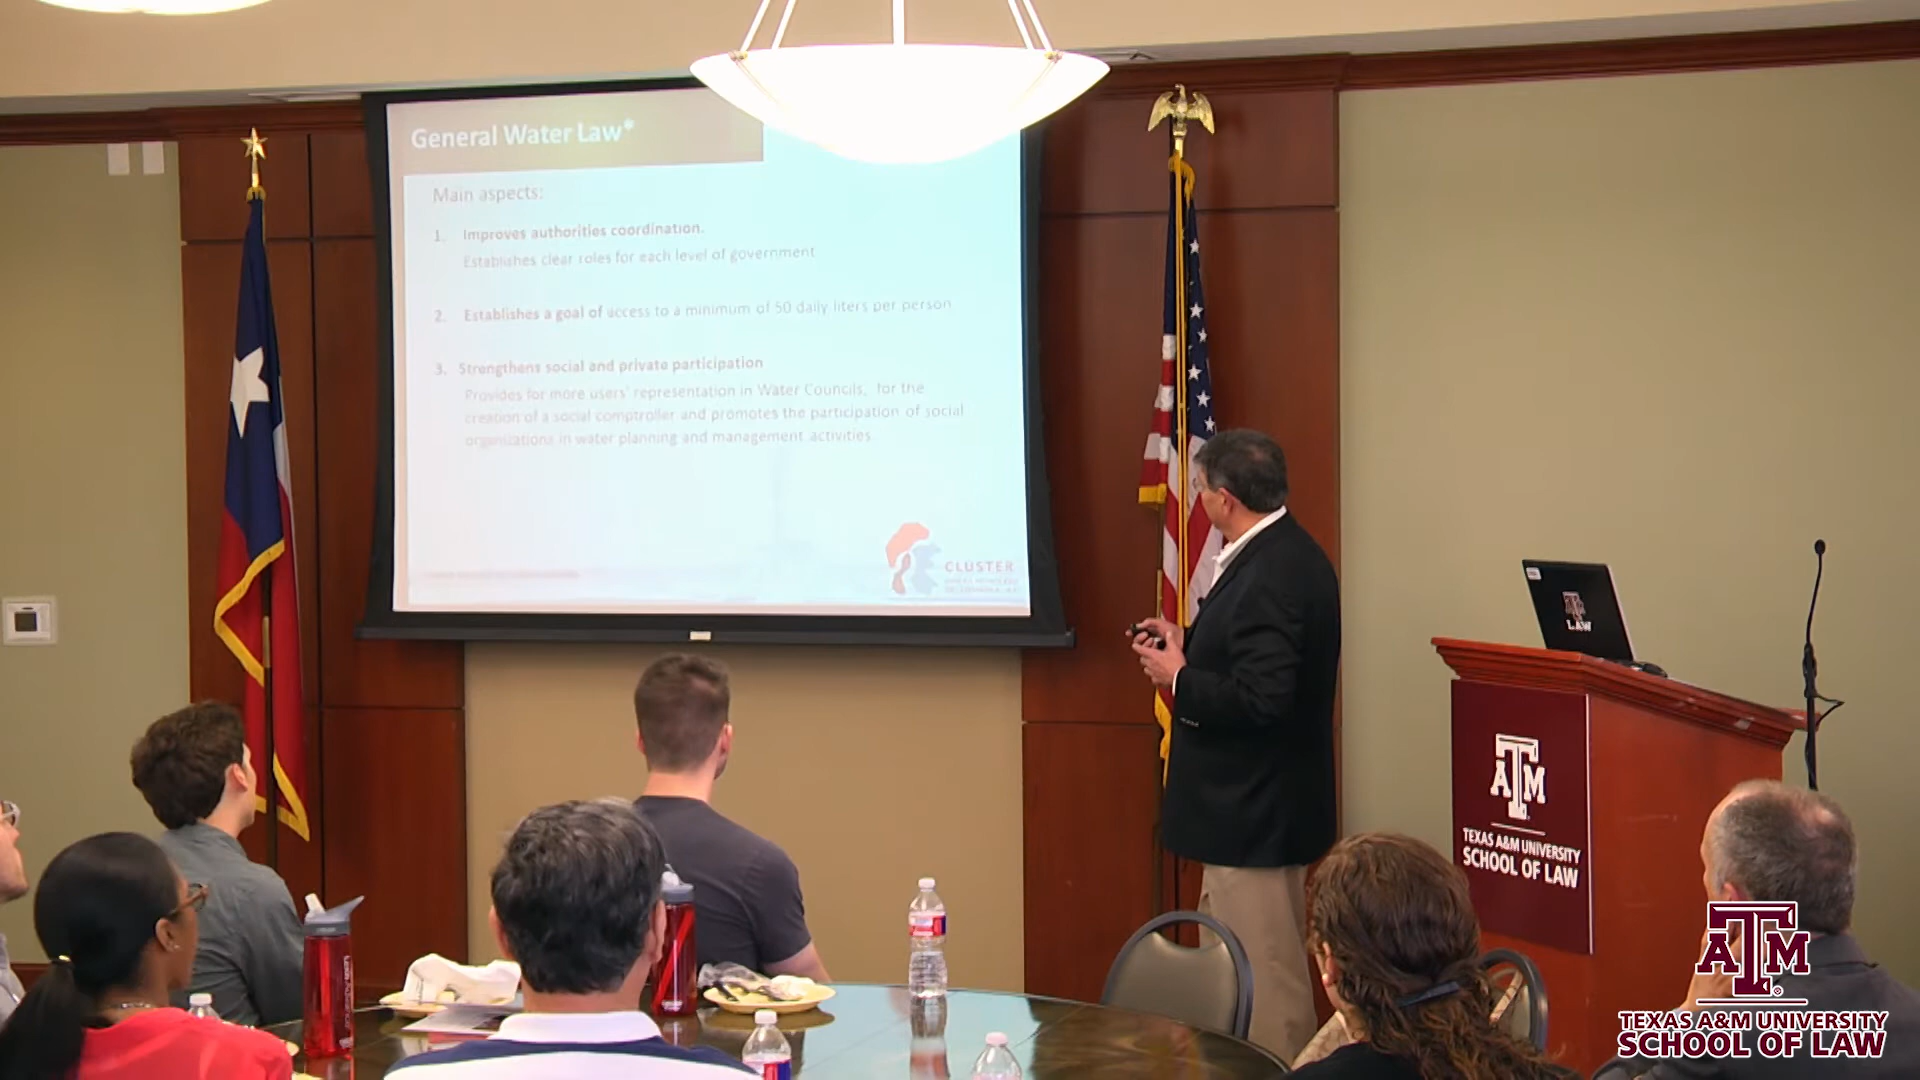 General Water Law*
Main aspects:
1. Improves authorities coordination.
Establishes clear roles for each level of government
2. Establishes a goal of access to a minimum of 50 daily liters per person
3. Strengthens social and private participation
Provides for more users' representation in Water Councils, for the
creation of a social comptroller and promotes the participation of social
organizations in water planning and management activities.
CLUSTER
ATM
LAW
ATM
TEXAS A&M UNIVERSITY
SCHOOL OF LAW
ATM
TEXAS A&M UNIVERSITY
SCHOOL OF LAW